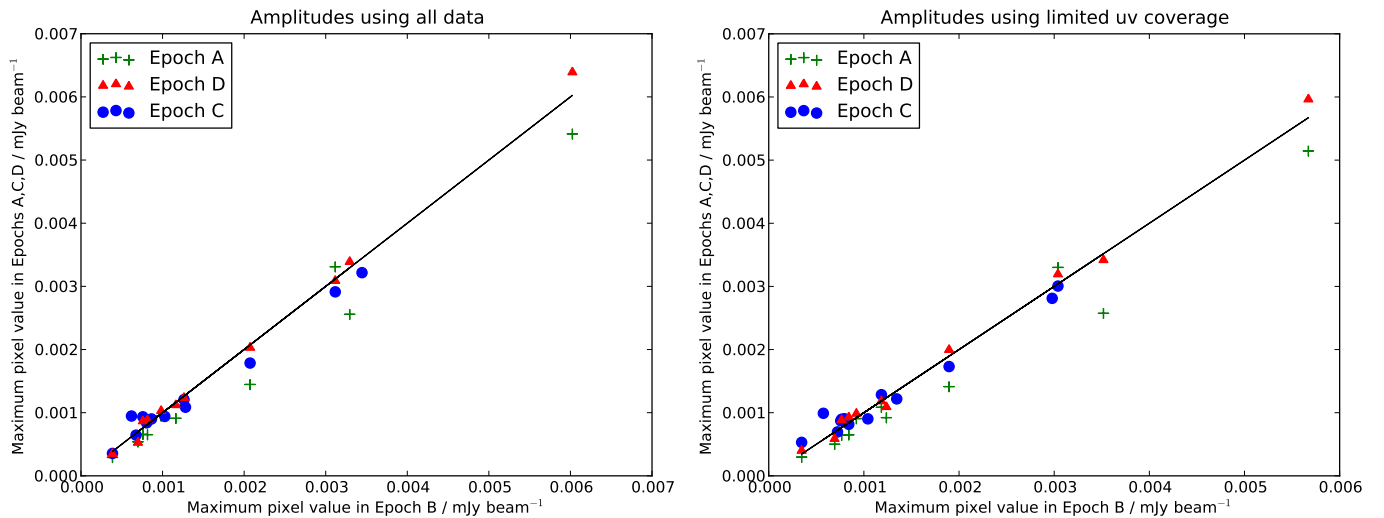 Amplitudes using all data
Maximum pixel value in Epochs A,C,D / mJy beam⁻¹
0.007
0.006
0.005
0.004
0.003
0.002
0.001
0.000
Epoch A
Epoch D
Epoch C
0.000 0.001 0.002 0.003 0.004 0.005 0.006 0.007
Maximum pixel value in Epoch B / mJy beam⁻¹
Amplitudes using limited uv coverage
Maximum pixel value in Epochs A,C,D / mJy beam⁻¹
0.007
0.006
0.005
0.004
0.003
0.002
0.001
0.000
Epoch A
Epoch D
Epoch C
0.000 0.001 0.002 0.003 0.004 0.005 0.006
Maximum pixel value in Epoch B / mJy beam⁻¹